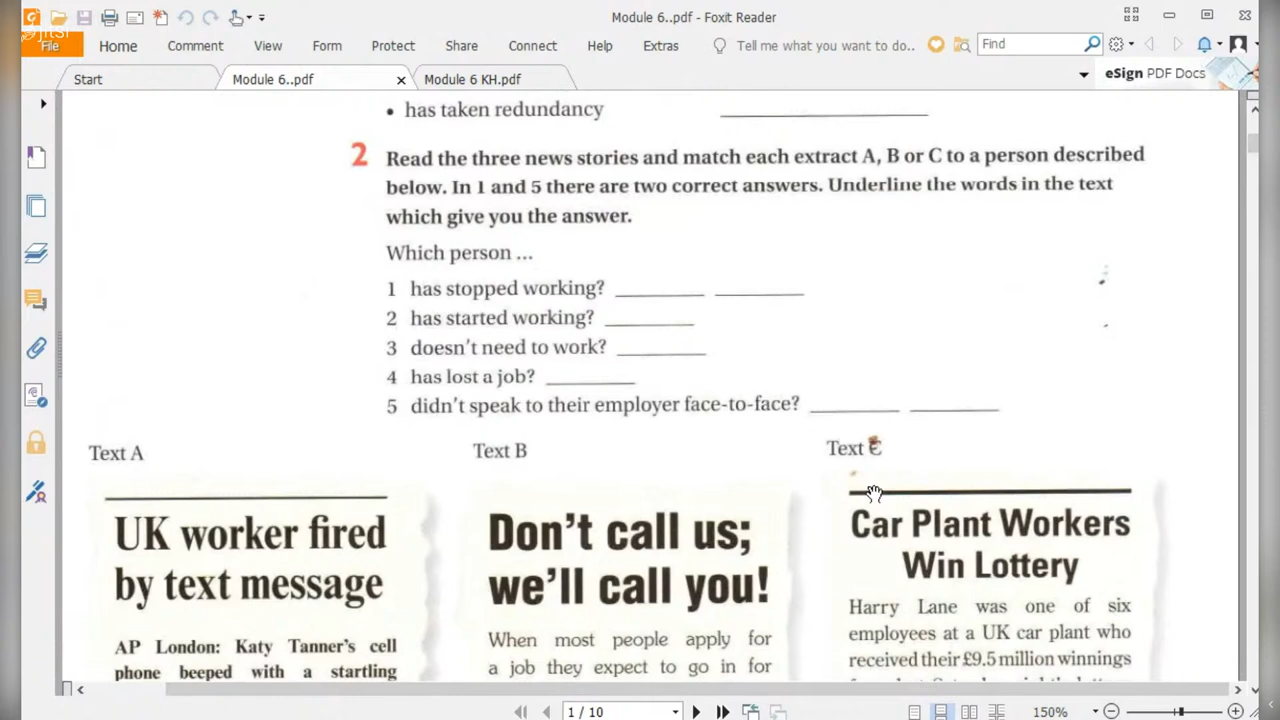 Module 6..pdf - Foxit Reader
File Home Comment View Form Protect Share Connect Help Extras Tell me what you want to do.. Find
Start Module 6..pdf Module 6 KH.pdf eSign PDF Docs
• has taken redundancy
2 Read the three news stories and match each extract A, B or C to a person described
below. In 1 and 5 there are two correct answers. Underline the words in the text
which give you the answer.
Which person ...
1 has stopped working?
2 has started working?
3 doesn't need to work?
4 has lost a job?
5 didn't speak to their employer face-to-face?
Text A
UK worker fired
by text message
AP London: Katy Tanner's cell
phone beeped with a startling
Text B
Don't call us;
we'll call you!
When most people apply for
a job they expect to go in for
Text C
Car Plant Workers
Win Lottery
Harry Lane was one of six
employees at a UK car plant who
received their £9.5 million winnings
1 / 10 150%